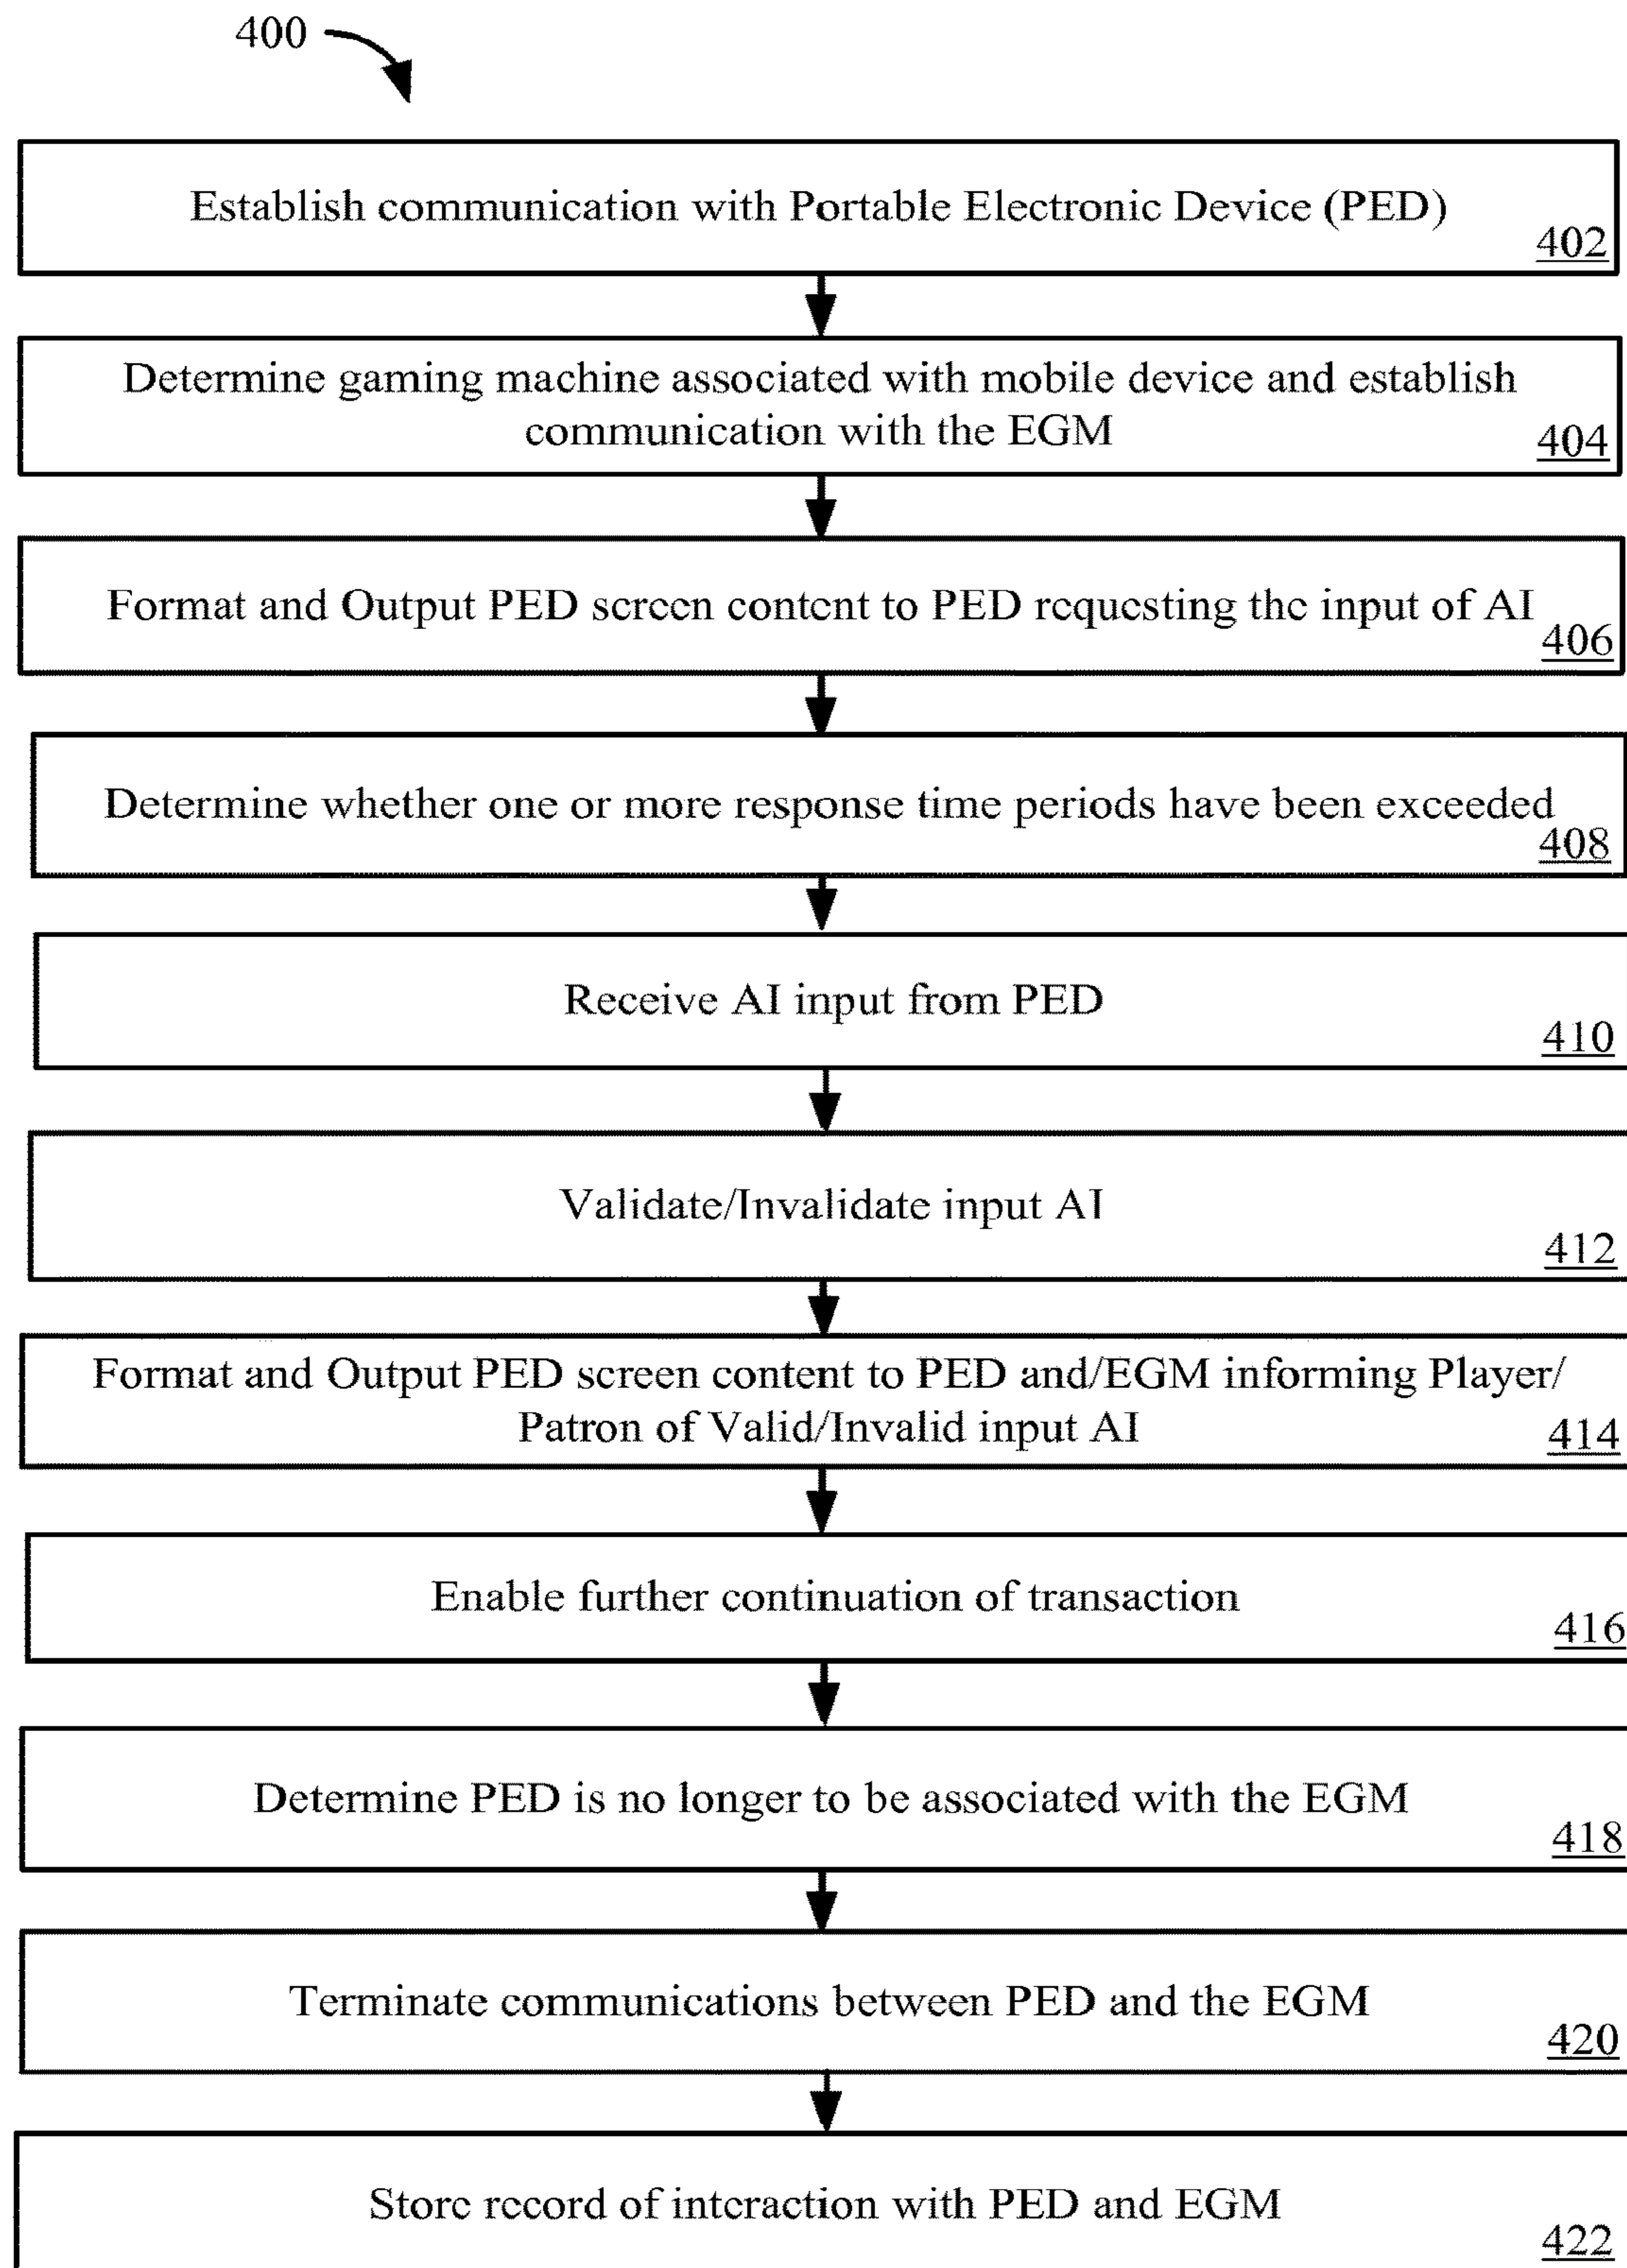 400
Establish communication with Portable Electronic Device (PED)
402
Determine gaming machine associated with mobile device and establish
communication with the EGM
404
Format and Output PED screen content to PED requesting the input of AI
406
Determine whether one or more response time periods have been exceeded
408
Receive AI input from PED
410
Validate/Invalidate input AI
412
Format and Output PED screen content to PED and/EGM informing Player/
Patron of Valid/Invalid input AI
414
Enable further continuation of transaction
416
Determine PED is no longer to be associated with the EGM
418
Terminate communications between PED and the EGM
420
Store record of interaction with PED and EGM
422